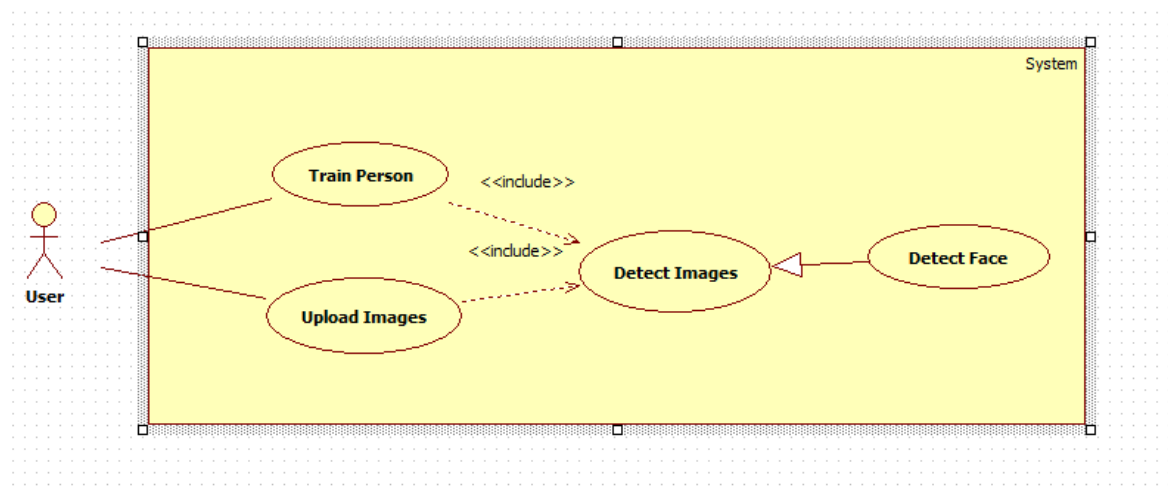 System
Train Person
<<include>>
<<include>>
Detect Images
Detect Face
User
Upload Images